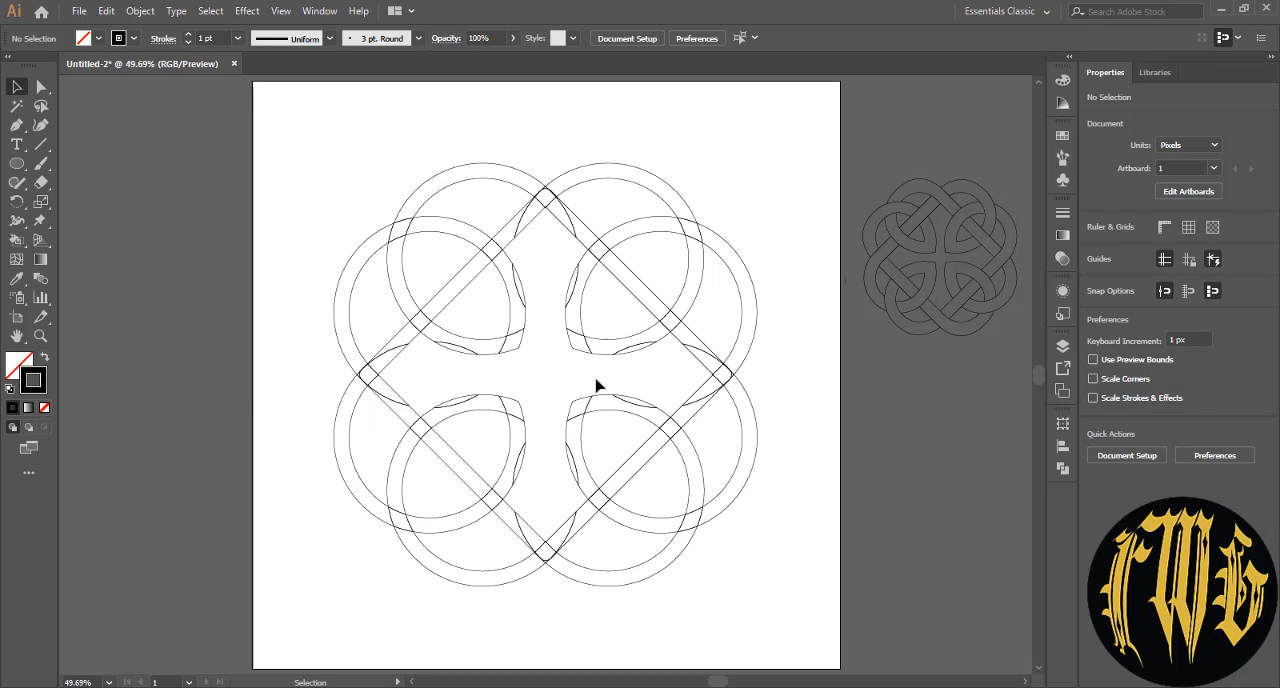 Ai File Edit Object Type Select Effect View Window Help Essentials Classic Search Adobe Stock
No Selection Stroke: 1 pt Uniform 3 pt. Round Opacity: 100% Style: Document Setup Preferences
Untitled-2* @ 49.69% (RGB/Preview)
Properties Libraries
No Selection
Document
Units: Pixels
Artboard: 1
Edit Artboards
Ruler & Grids
Guides
Snap Options
Preferences
Keyboard Increment: 1 px
Use Preview Bounds
Scale Corners
Scale Strokes & Effects
Quick Actions
Document Setup Preferences
49.69% 1 Selection